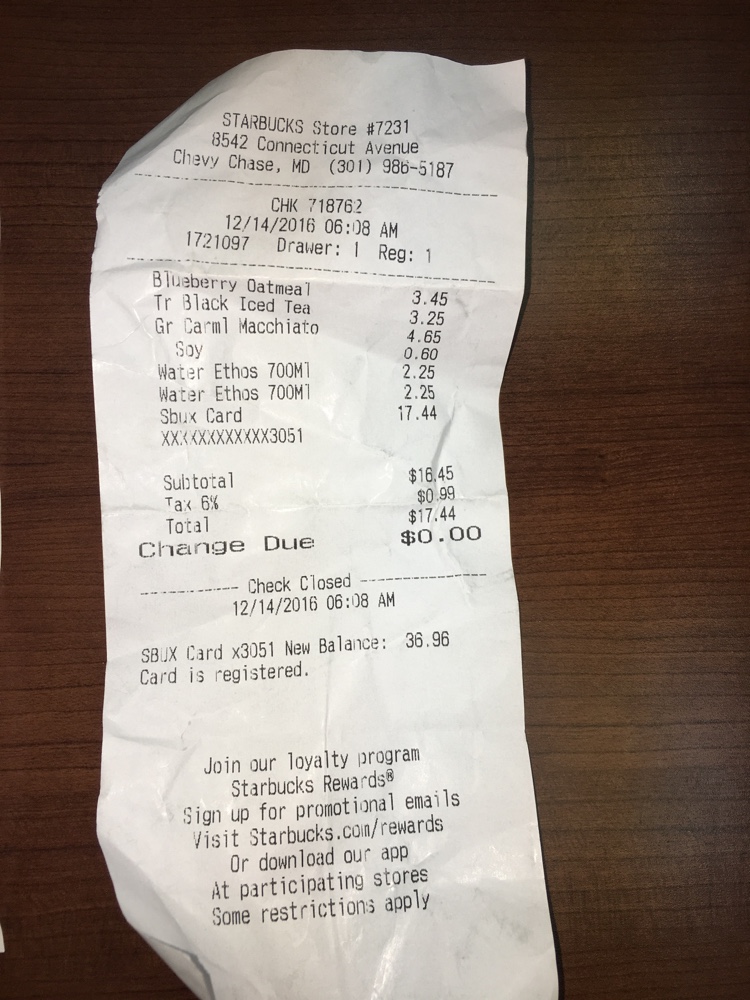 STARBUCKS Store #7231
8542 Connecticut Avenue
Chevy Chase, MD (301) 986-5187
CHK 718762
12/14/2016 06:08 AM
1721097 Drawer: 1 Reg: 1
Blueberry Oatmeal 3.45
Tr Black Iced Tea 3.25
Gr Carml Macchiato 4.65
Soy 0.60
Water Ethos 700Ml 2.25
Water Ethos 700Ml 2.25
Sbux Card 17.44
XXXXXXXXXXXX3051
Subtotal $16.45
Tax 6% $0.99
Total $17.44
Change Due $0.00
---------- Check Closed ----------
12/14/2016 06:08 AM
SBUX Card x3051 New Balance: 36.96
Card is registered.
Join our loyalty program
Starbucks Rewards®
Sign up for promotional emails
Visit Starbucks.com/rewards
Or download our app
At participating stores
Some restrictions apply